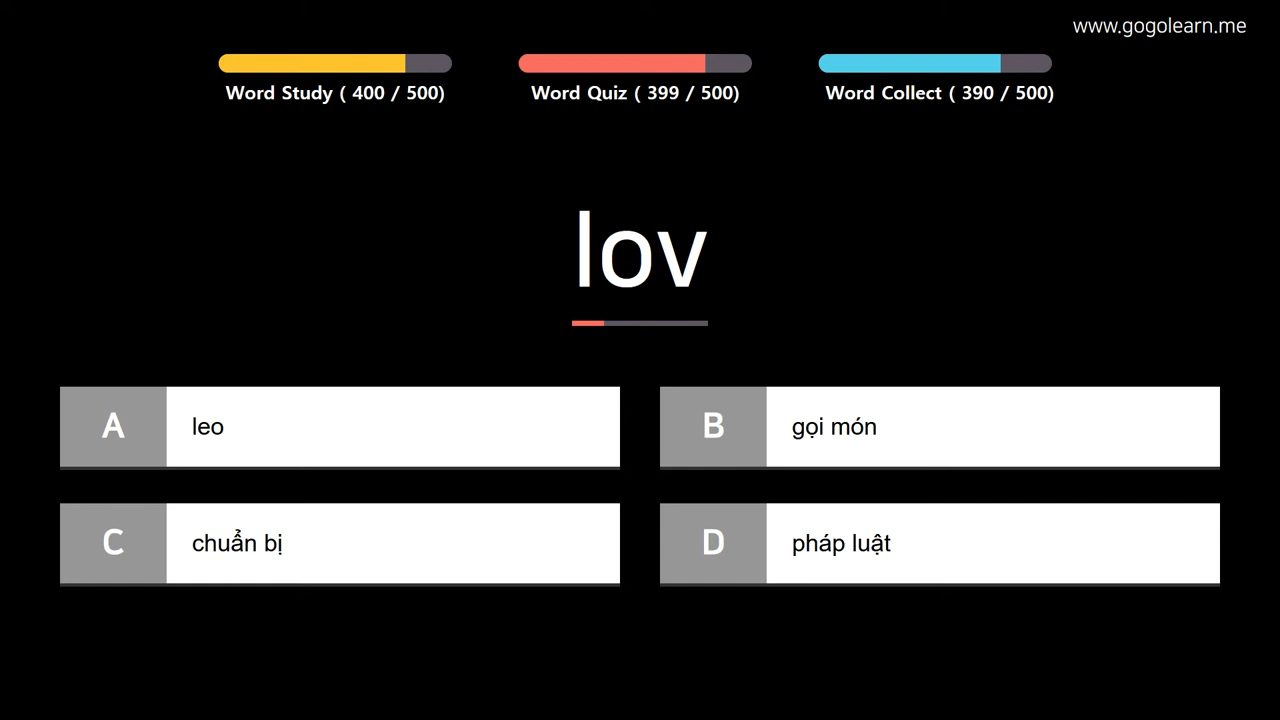 www.gogolearn.me
Word Study ( 400 / 500)
Word Quiz ( 399 / 500)
Word Collect ( 390 / 500)
lov
A leo
B gọi món
C chuẩn bị
D pháp luật